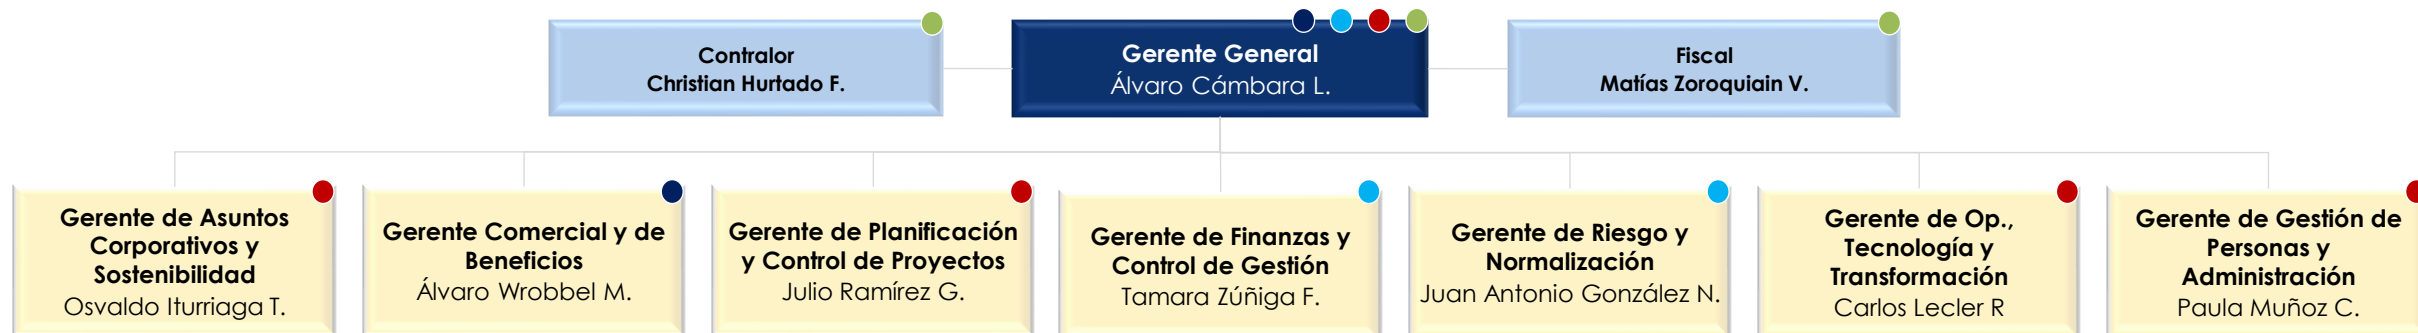 Contralor
Christian Hurtado F.
Gerente General
Álvaro Cámbara L.
Fiscal
Matías Zoroquiain V.
Gerente de Asuntos
Corporativos y
Sostenibilidad
Osvaldo Iturriaga T.
Gerente Comercial y de
Beneficios
Álvaro Wrobbel M.
Gerente de Planificación
y Control de Proyectos
Julio Ramírez G.
Gerente de Finanzas y
Control de Gestión
Tamara Zúñiga F.
Gerente de Riesgo y
Normalización
Juan Antonio González N.
Gerente de Op.,
Tecnología y
Transformación
Carlos Lecler R
Gerente de Gestión de
Personas y
Administración
Paula Muñoz C.